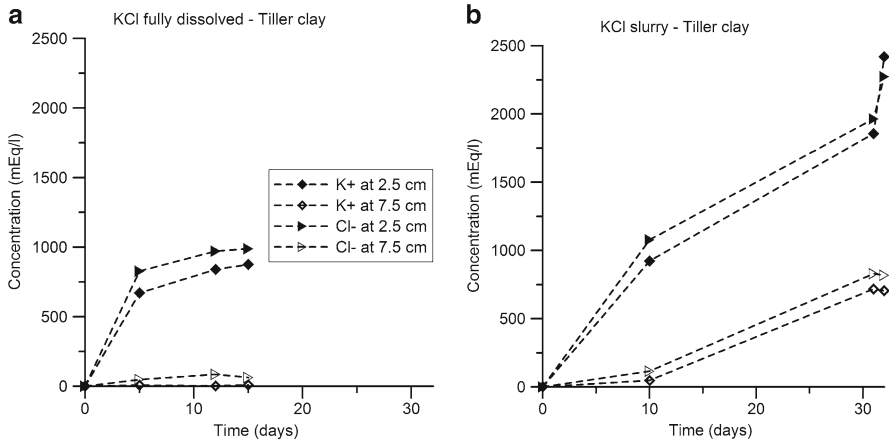 a
KCl fully dissolved - Tiller clay
2500
2000
1500
1000
500
0
Concentration (mEq/l)
K+ at 2.5 cm
K+ at 7.5 cm
Cl- at 2.5 cm
Cl- at 7.5 cm
0 10 20 30
Time (days)
b
KCl slurry - Tiller clay
2500
2000
1500
1000
500
0
Concentration (mEq/l)
0 10 20 30
Time (days)